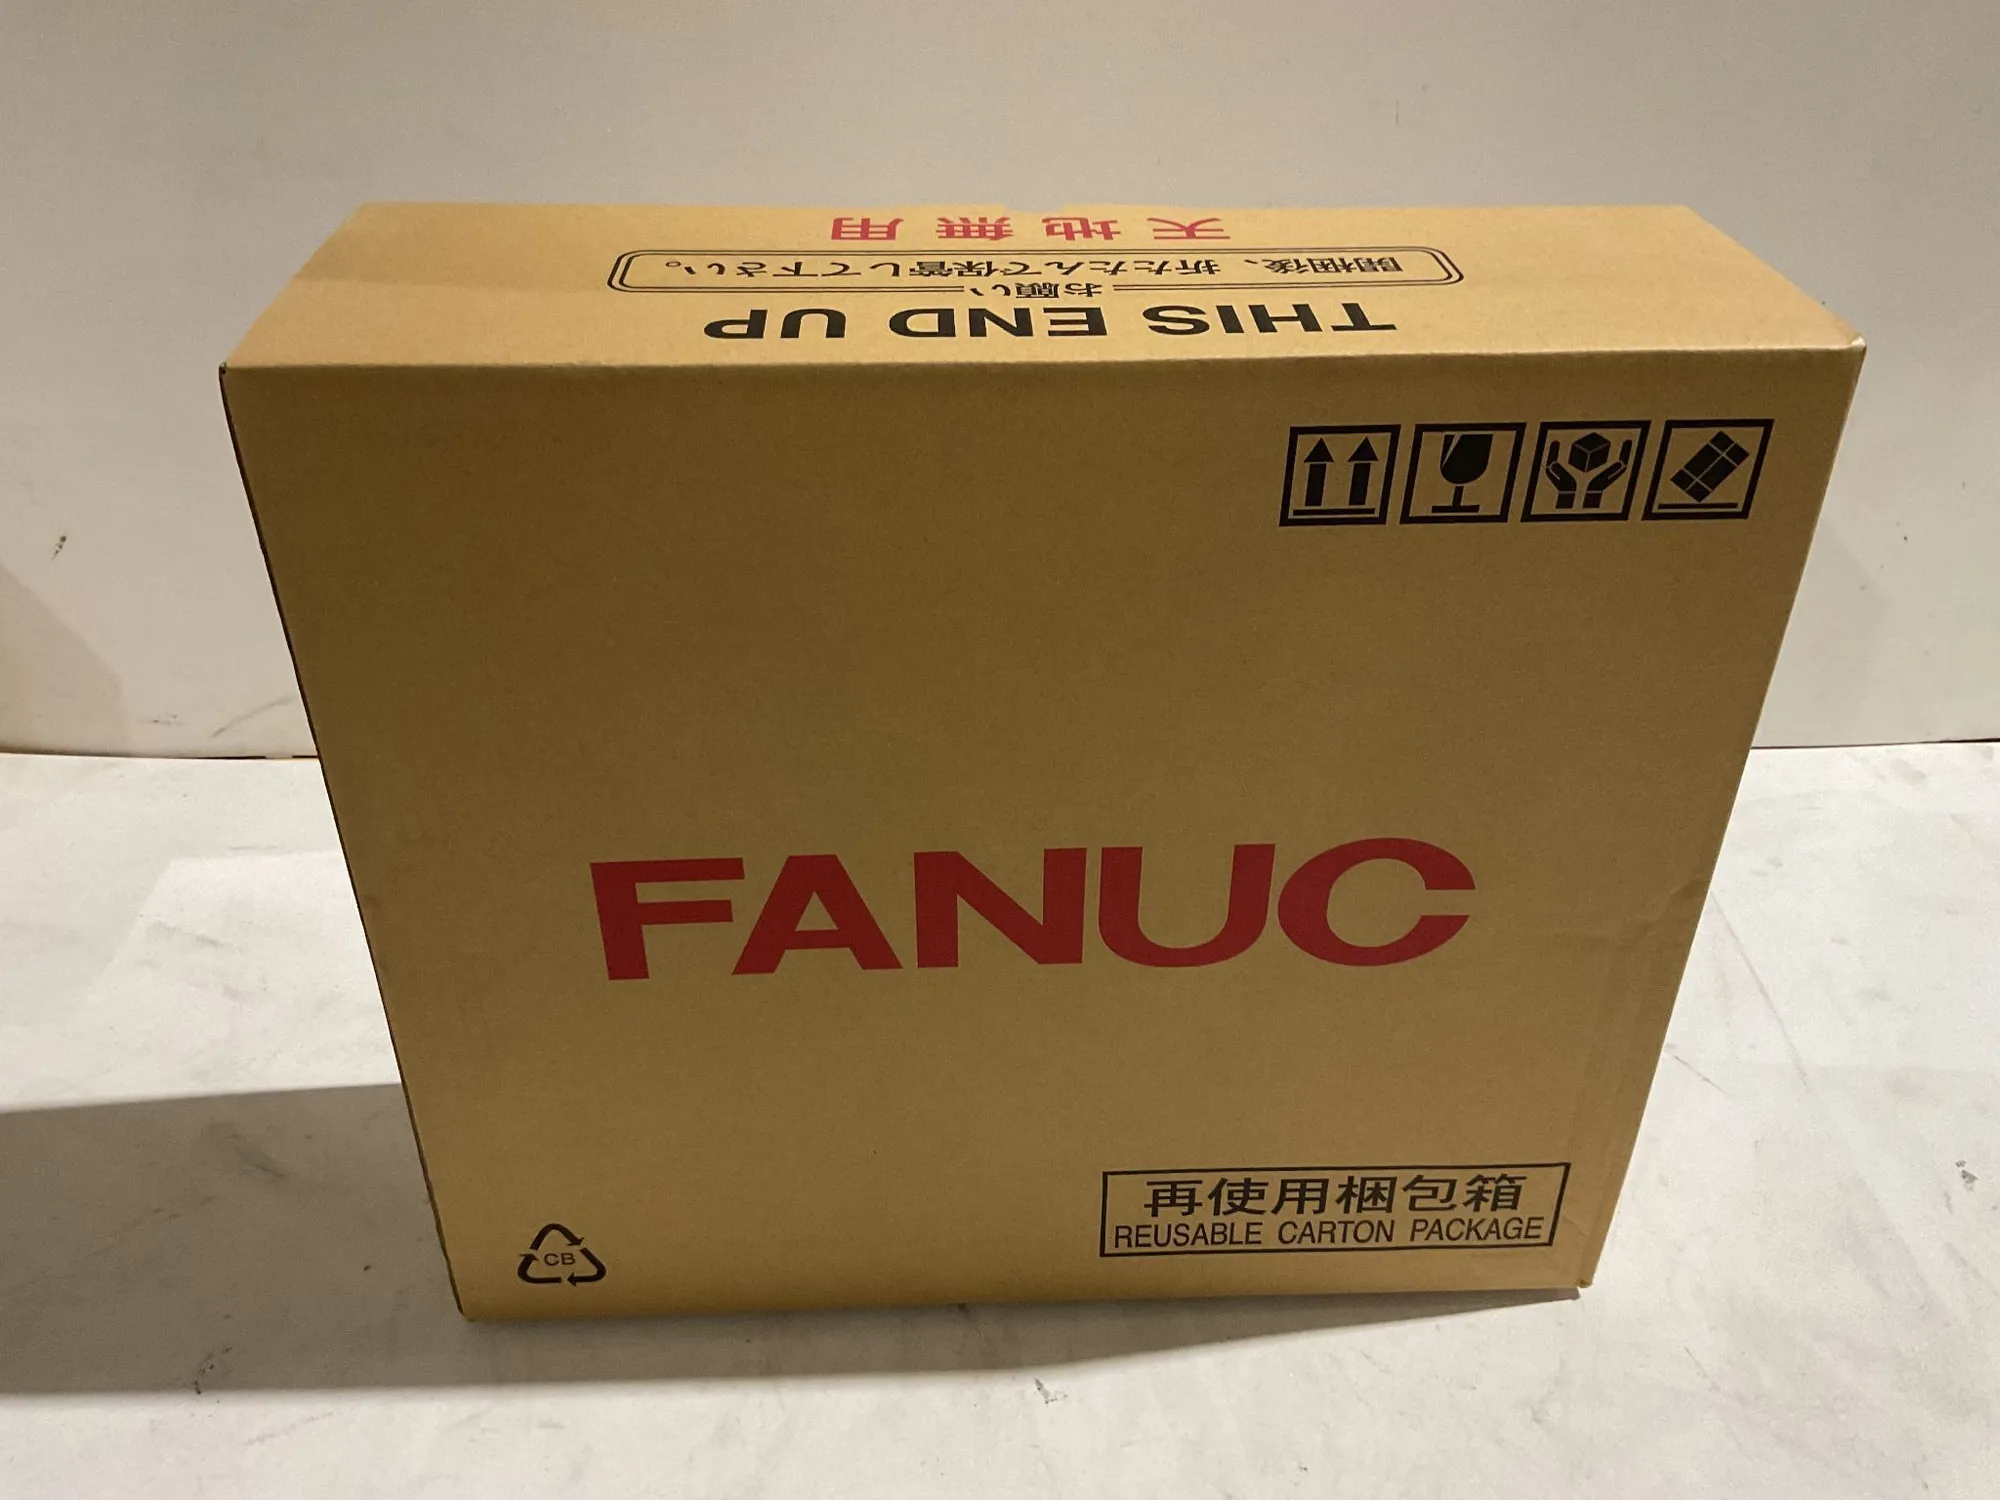 天地無用
開梱後、折たたんで保管して下さい。
お願い
THIS END UP
FANUC
再使用梱包箱
REUSABLE CARTON PACKAGE
CB